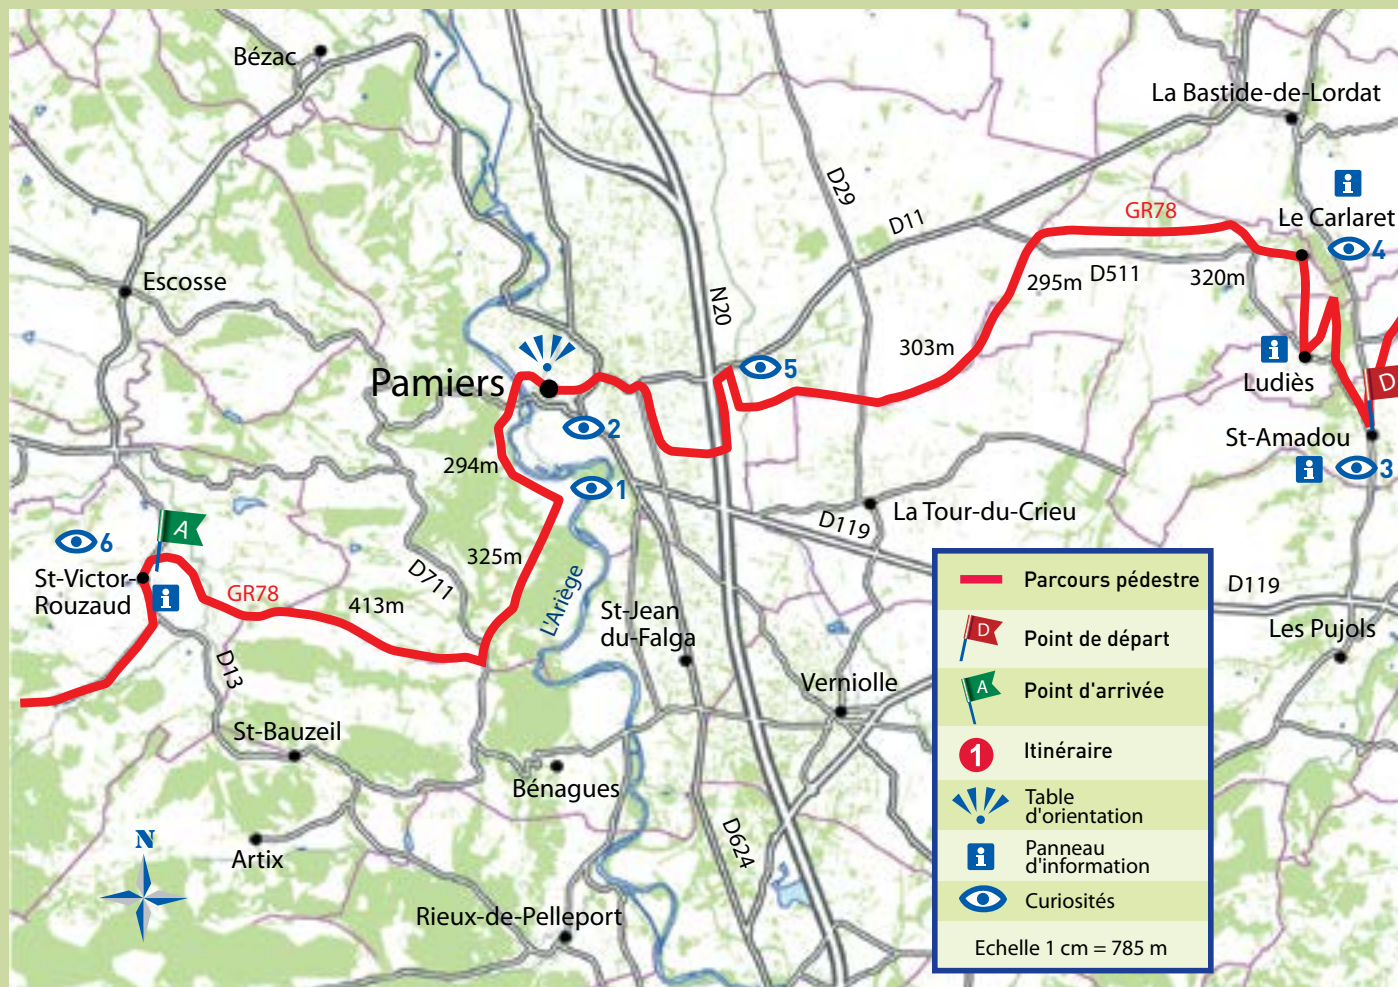 Bézac
La Bastide-de-Lordat
D29
D11
GR78
Le Carlaret
4
Escosse
295m
D511
320m
N20
303m
5
Ludiès
D
Pamiers
2
St-Amadou
3
294m
1
La Tour-du-Crieu
D119
A
6
325m
D711
L'Ariège
St-Victor-
Rouzaud
GR78
413m
St-Jean
du-Falga
D119
Les Pujols
D13
Verniolle
St-Bauzeil
Bénagues
D624
N
Artix
Rieux-de-Pelleport
Parcours pédestre
D
Point de départ
A
Point d'arrivée
1
Itinéraire
Table
d'orientation
i
Panneau
d'information
Curiosités
Echelle 1 cm = 785 m
i
i
i
i